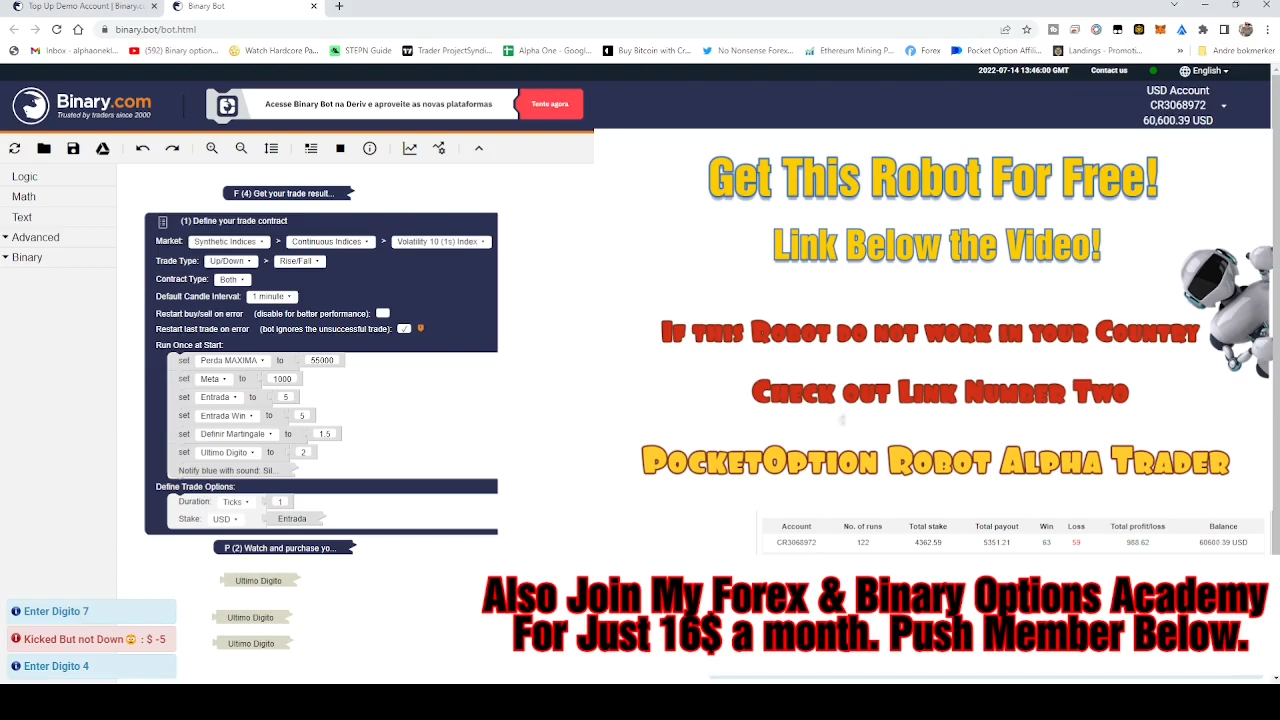 Top Up Demo Account | Binary.c
Binary Bot
binary.bot/bot.html
Inbox - alphaonekl...
(592) Binary option...
Watch Hardcore Pa...
STEPN Guide
Trader ProjectSyndi...
Alpha One - Googl...
Buy Bitcoin with Cr...
No Nonsense Forex...
Ethereum Mining P...
Forex
Pocket Option Affili...
Landings - Promoti...
»
Andre bokmerker
2022-07-14 13:46:00 GMT
Contact us
English
Binary.com
Trusted by traders since 2000
Acesse Binary Bot na Deriv e aproveite as novas plataformas
Tente agora
USD Account
CR3068972
60,600.39 USD
Logic
Math
Text
Advanced
Binary
F (4) Get your trade result...
(1) Define your trade contract
Market: Synthetic Indices > Continuous Indices > Volatility 10 (1s) Index
Trade Type: Up/Down > Rise/Fall
Contract Type: Both
Default Candle Interval: 1 minute
Restart buy/sell on error (disable for better performance):
Restart last trade on error (bot ignores the unsuccessful trade): ✓
Run Once at Start:
set Perda MAXIMA to 55000
set Meta to 1000
set Entrada to 5
set Entrada Win to 5
set Definir Martingale to 1.5
set Ultimo Digito to 2
Notify blue with sound: Sil...
Define Trade Options:
Duration: Ticks 1
Stake: USD Entrada
P (2) Watch and purchase yo...
Ultimo Digito
Ultimo Digito
Ultimo Digito
Enter Digito 7
Kicked But not Down : $ -5
Enter Digito 4
Get This Robot For Free!
Link Below the Video!
If this Robot do not work in your Country
Check out Link Number Two
PocketOption Robot Alpha Trader
Account No. of runs Total stake Total payout Win Loss Total profit/loss Balance
CR3068972 122 4362.59 5351.21 63 59 988.62 60600.39 USD
Also Join My Forex & Binary Options Academy
For Just 16$ a month. Push Member Below.